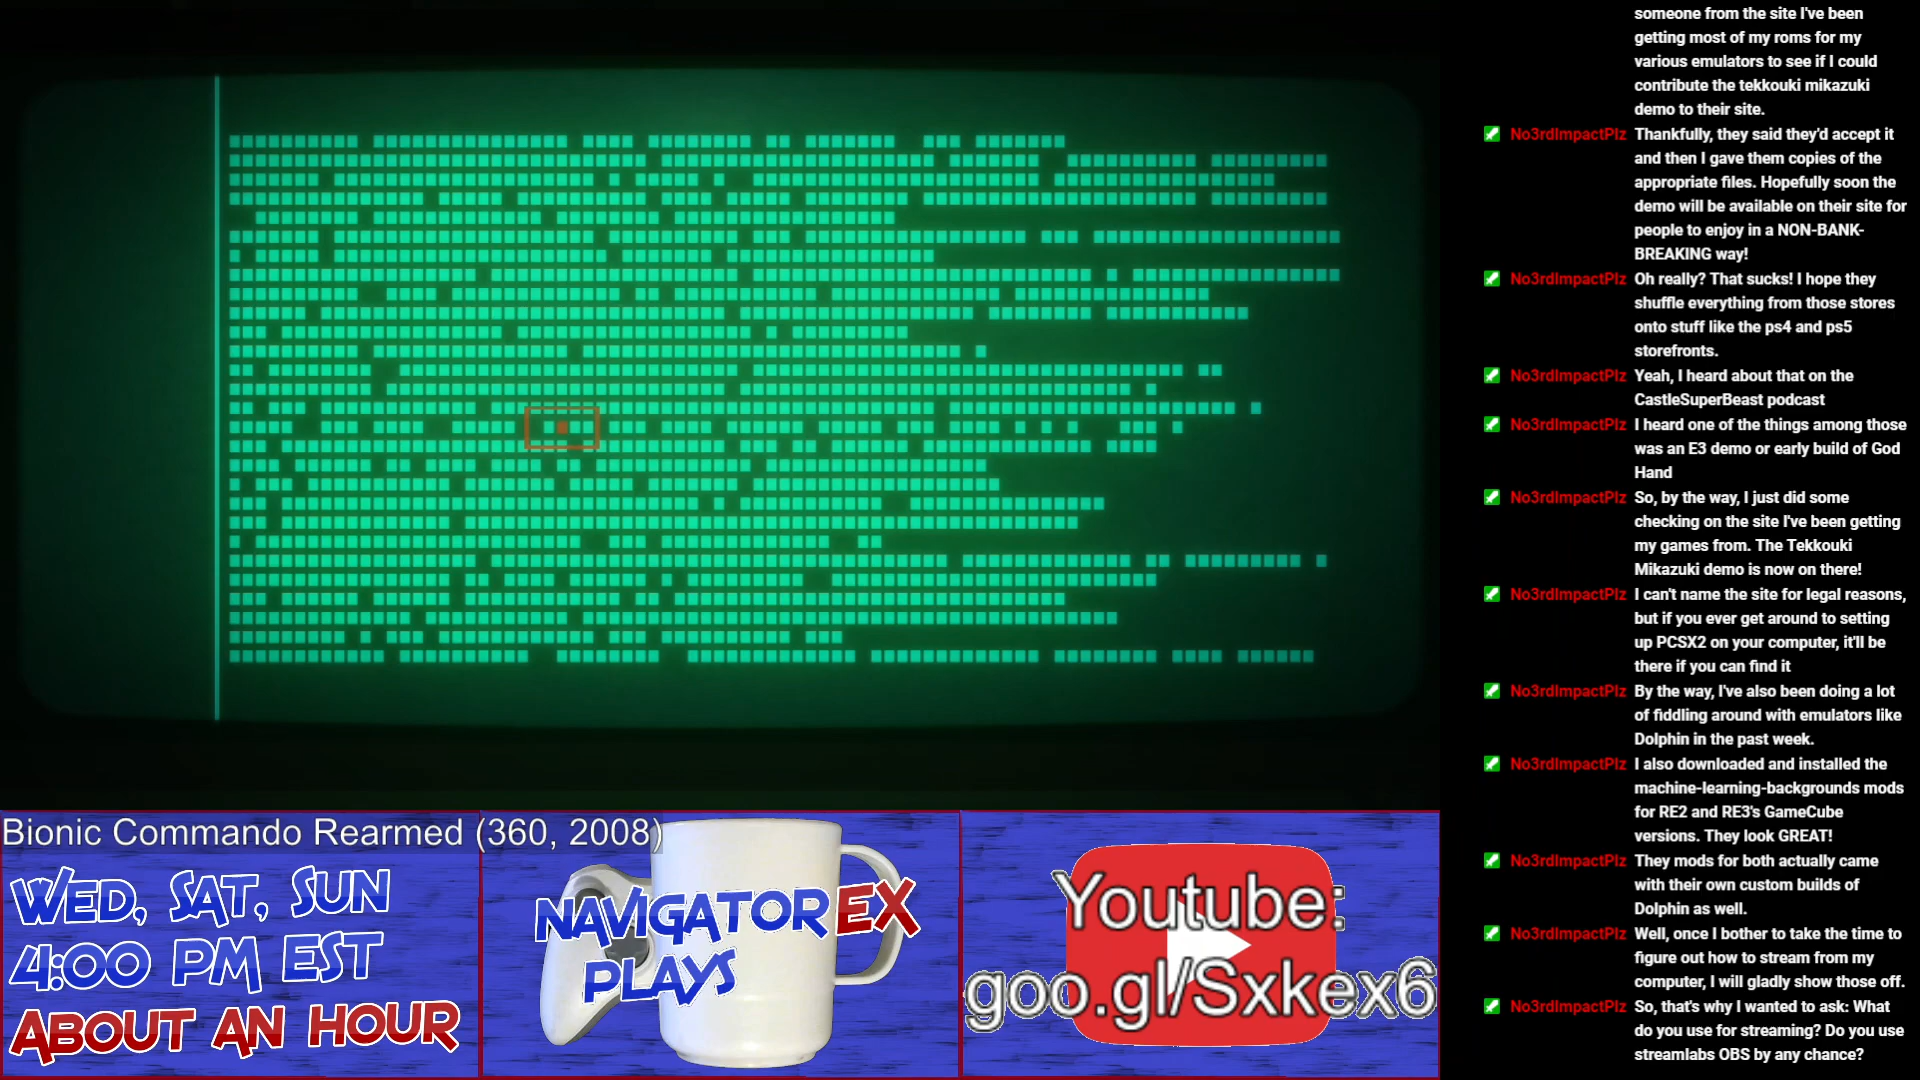 someone from the site I've been
getting most of my roms for my
various emulators to see if I could
contribute the tekkouki mikazuki
demo to their site.
No3rdImpactPlz Thankfully, they said they'd accept it
and then I gave them copies of the
appropriate files. Hopefully soon the
demo will be available on their site for
people to enjoy in a NON-BANK-
BREAKING way!
No3rdImpactPlz Oh really? That sucks! I hope they
shuffle everything from those stores
onto stuff like the ps4 and ps5
storefronts.
No3rdImpactPlz Yeah, I heard about that on the
CastleSuperBeast podcast
No3rdImpactPlz I heard one of the things among those
was an E3 demo or early build of God
Hand
No3rdImpactPlz So, by the way, I just did some
checking on the site I've been getting
my games from. The Tekkouki
Mikazuki demo is now on there!
No3rdImpactPlz I can't name the site for legal reasons,
but if you ever get around to setting
up PCSX2 on your computer, it'll be
there if you can find it
No3rdImpactPlz By the way, I've also been doing a lot
of fiddling around with emulators like
Dolphin in the past week.
No3rdImpactPlz I also downloaded and installed the
machine-learning-backgrounds mods
for RE2 and RE3's GameCube
versions. They look GREAT!
No3rdImpactPlz They mods for both actually came
with their own custom builds of
Dolphin as well.
No3rdImpactPlz Well, once I bother to take the time to
figure out how to stream from my
computer, I will gladly show those off.
No3rdImpactPlz So, that's why I wanted to ask: What
do you use for streaming? Do you use
streamlabs OBS by any chance?
Bionic Commando Rearmed (360, 2008)
WED, SAT, SUN
4:00 PM EST
ABOUT AN HOUR
NAVIGATOR EX
PLAYS
Youtube:
goo.gl/Sxkex6